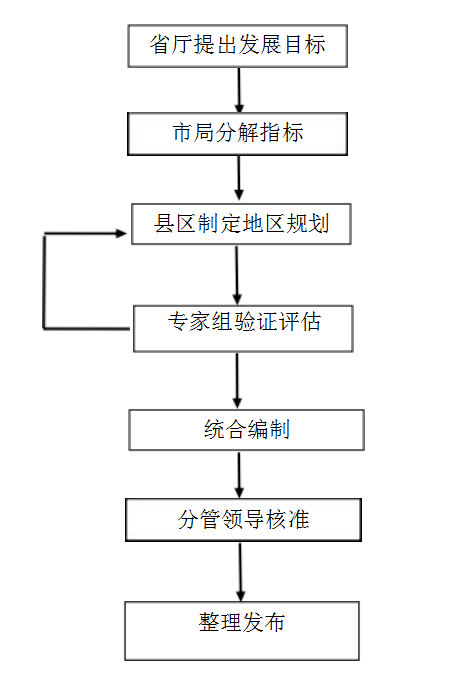 省厅提出发展目标
市局分解指标
县区制定地区规划
专家组验证评估
统合编制
分管领导核准
整理发布